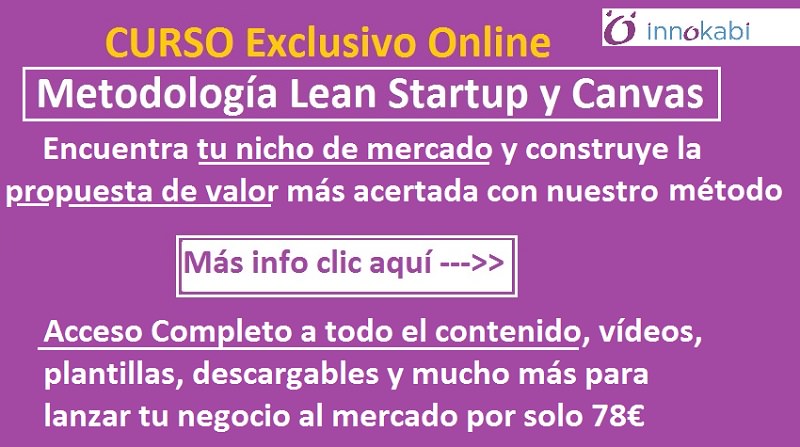 CURSO Exclusivo Online
innokabi
Metodología Lean Startup y Canvas
Encuentra tu nicho de mercado y construye la
propuesta de valor más acertada con nuestro método
Más info clic aquí --->>
Acceso Completo a todo el contenido, vídeos,
plantillas, descargables y mucho más para
lanzar tu negocio al mercado por solo 78€